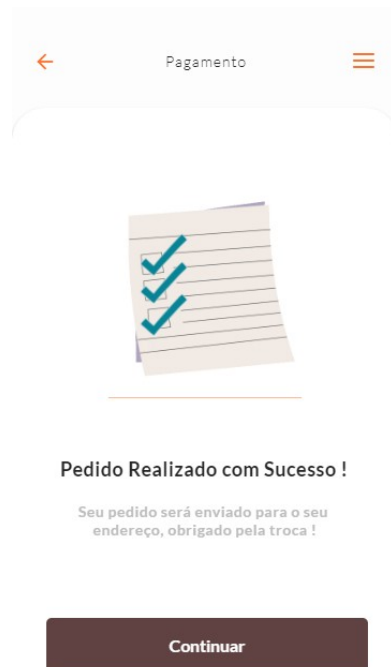 Pagamento
Pedido Realizado com Sucesso !
Seu pedido será enviado para o seu
endereço, obrigado pela troca !
Continuar